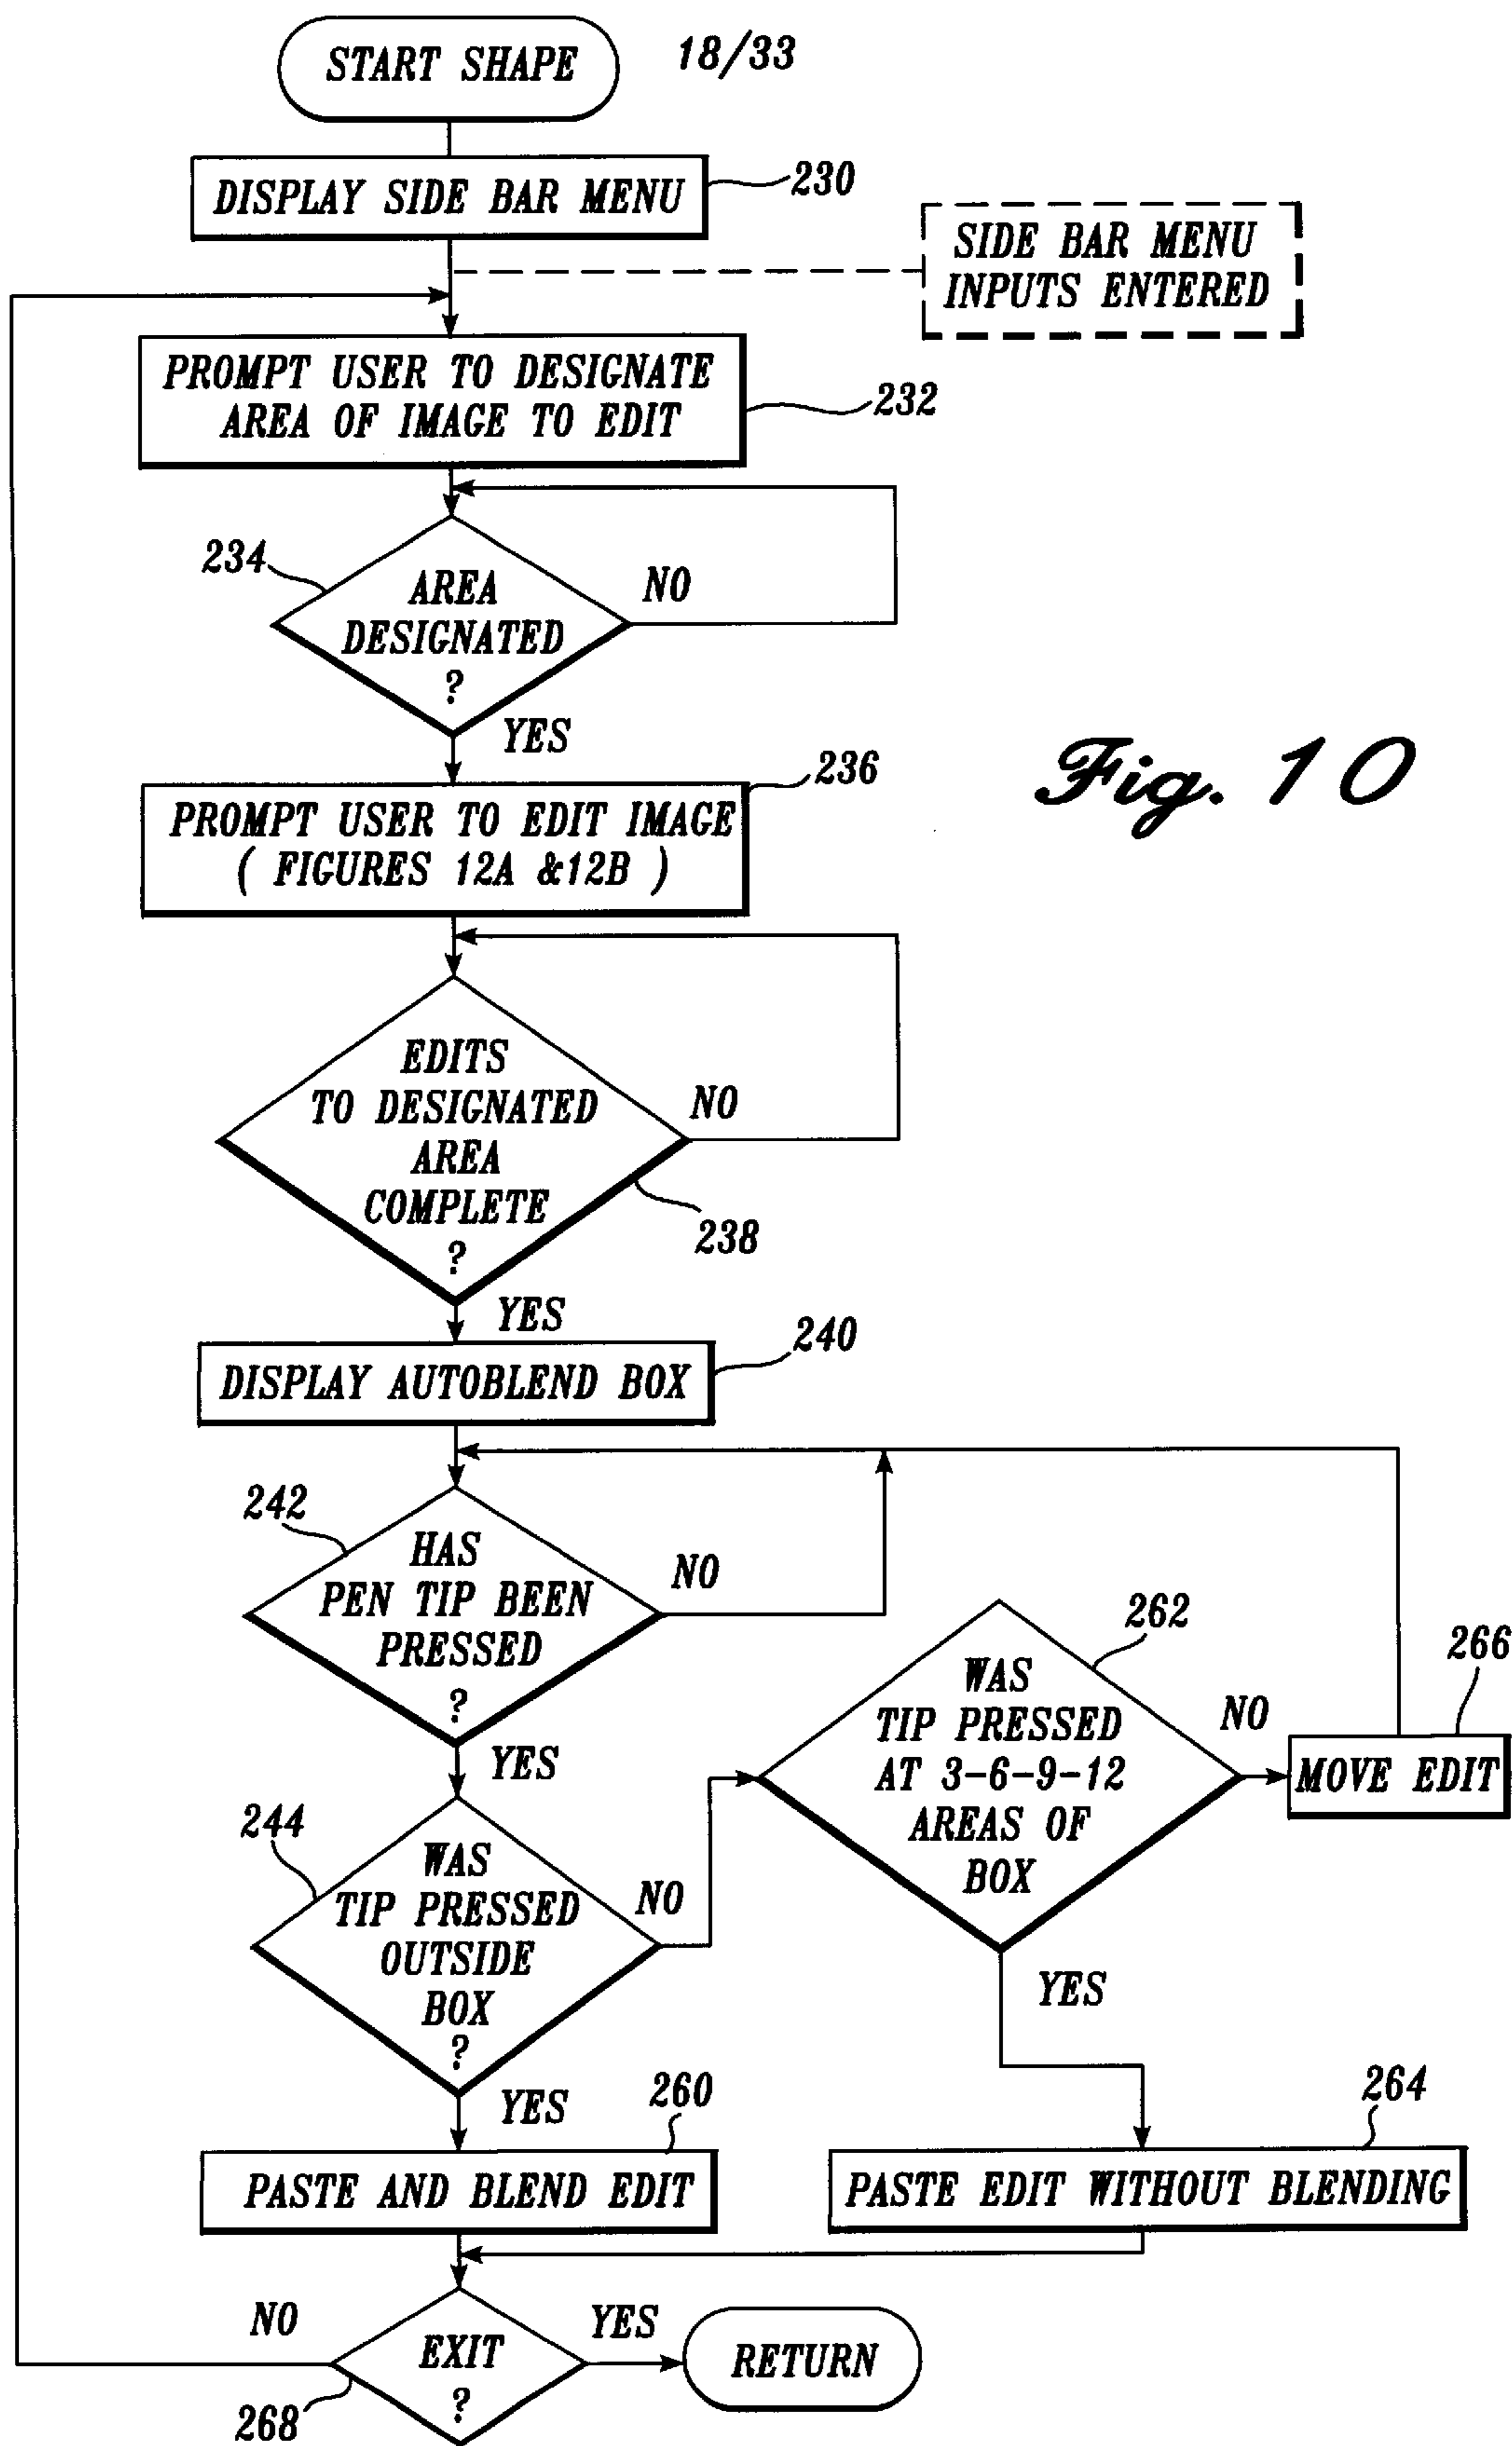 START SHAPE
18/33
DISPLAY SIDE BAR MENU
230
SIDE BAR MENU
INPUTS ENTERED
PROMPT USER TO DESIGNATE
AREA OF IMAGE TO EDIT
232
234
AREA
DESIGNATED
?
NO
YES
Fig. 10
236
PROMPT USER TO EDIT IMAGE
( FIGURES 12A &12B )
EDITS
TO DESIGNATED
AREA
COMPLETE
?
NO
238
YES
240
DISPLAY AUTOBLEND BOX
242
HAS
PEN TIP BEEN
PRESSED
?
NO
YES
262
WAS
TIP PRESSED
AT 3-6-9-12
AREAS OF
BOX
NO
266
MOVE EDIT
244
WAS
TIP PRESSED
OUTSIDE
BOX
?
NO
YES
YES
260
264
PASTE AND BLEND EDIT
PASTE EDIT WITHOUT BLENDING
NO
EXIT
?
YES
RETURN
268